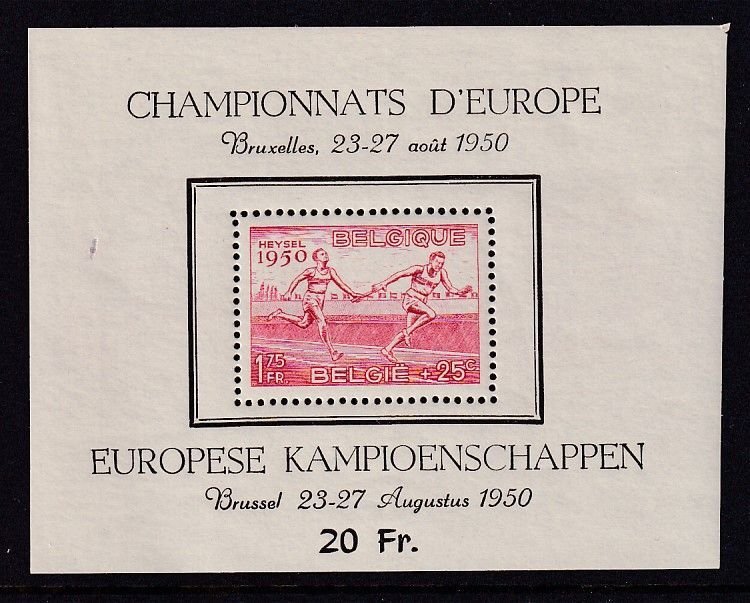 CHAMPIONNATS D'EUROPE
Bruxelles, 23-27 août 1950
HEYSEL BELGIQUE
1950
1,75 FR. BELGIË + 25C
EUROPESE KAMPIOENSCHAPPEN
Brussel 23-27 Augustus 1950
20 Fr.